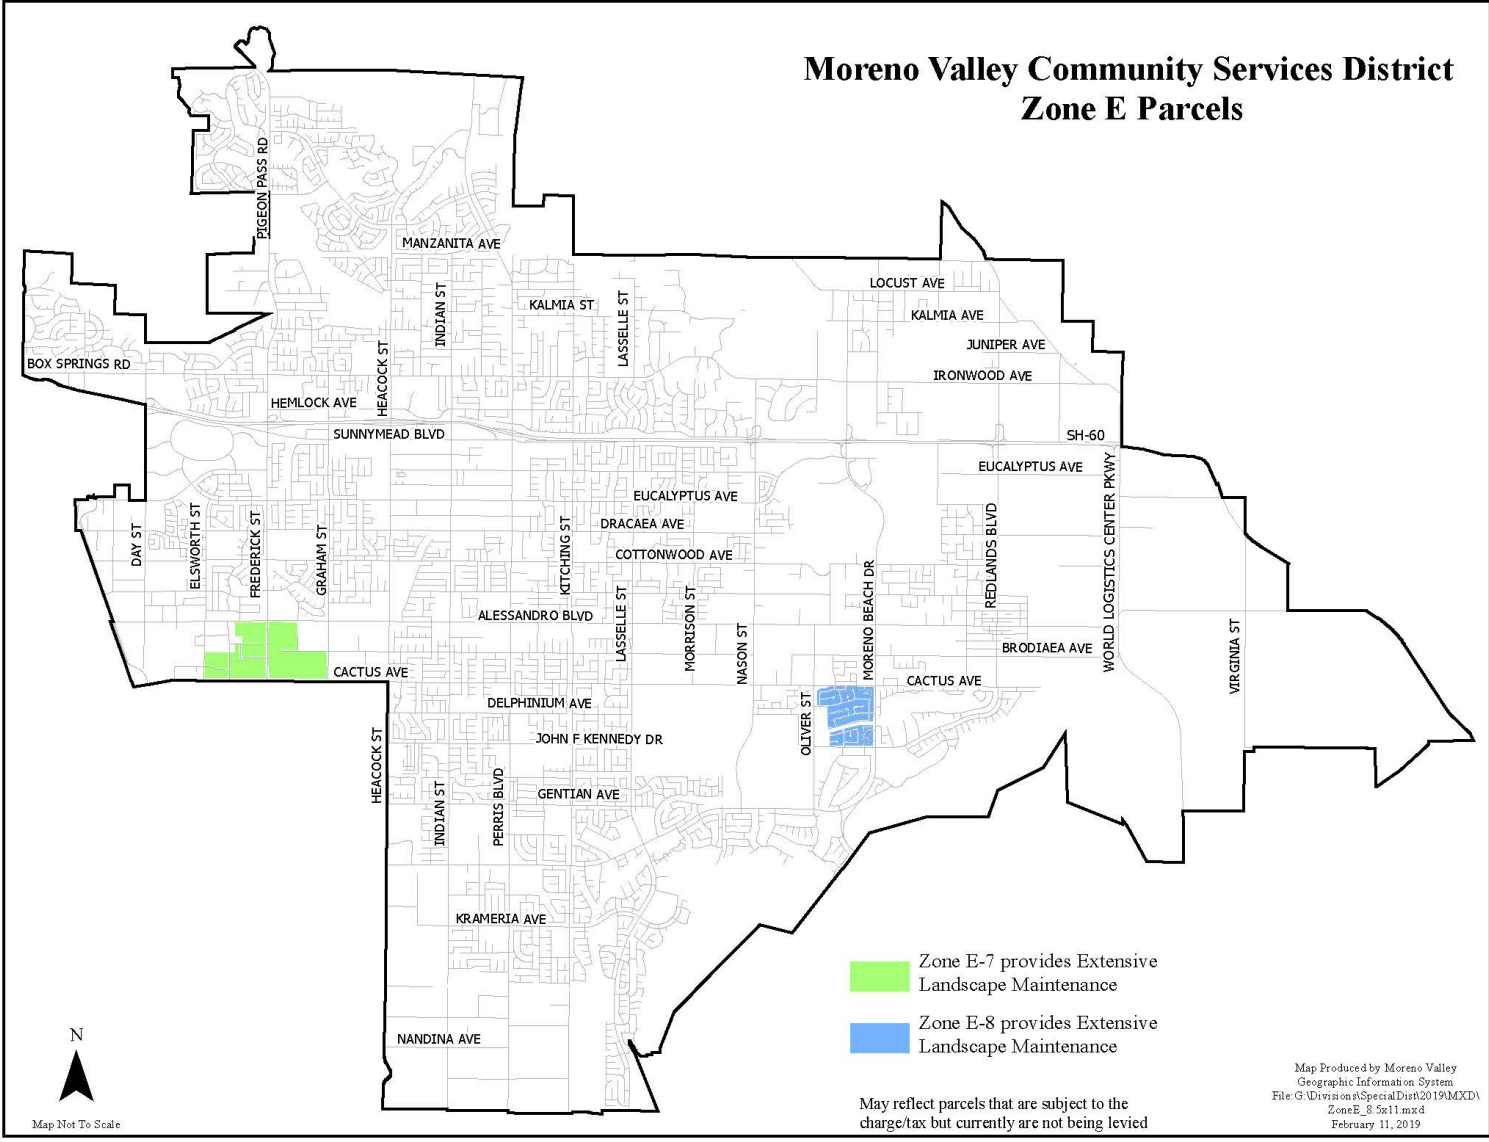 Moreno Valley Community Services District
Zone E Parcels
PIGEON PASS RD
MANZANITA AVE
LOCUST AVE
INDIAN ST
KALMIA ST
LASSELLE ST
KALMIA AVE
JUNIPER AVE
BOX SPRINGS RD
HEACOCK ST
IRONWOOD AVE
HEMLOCK AVE
SUNNYMEAD BLVD
SH-60
EUCALYPTUS AVE
EUCALYPTUS AVE
DRACAEA AVE
COTTONWOOD AVE
DAY ST
ELSWORTH ST
FREDERICK ST
GRAHAM ST
KITCHING ST
REDLANDS BLVD
WORLD LOGISTICS CENTER PKWY
ALESSANDRO BLVD
LASSELLE ST
MORRISON ST
NASON ST
MORENO BEACH DR
BRODIAEA AVE
VIRGINIA ST
CACTUS AVE
CACTUS AVE
DELPHINIUM AVE
OLIVER ST
JOHN F KENNEDY DR
HEACOCK ST
INDIAN ST
PERRIS BLVD
GENTIAN AVE
KRAMERIA AVE
NANDINA AVE
Zone E-7 provides Extensive
Landscape Maintenance
Zone E-8 provides Extensive
Landscape Maintenance
May reflect parcels that are subject to the
charge/tax but currently are not being levied
N
Map Not To Scale
Map Produced by Moreno Valley
Geographic Information System
File: G:\Divisions\SpecialDist\2019\MXD\
ZoneE_8.5x11.mxd
February 11, 2019